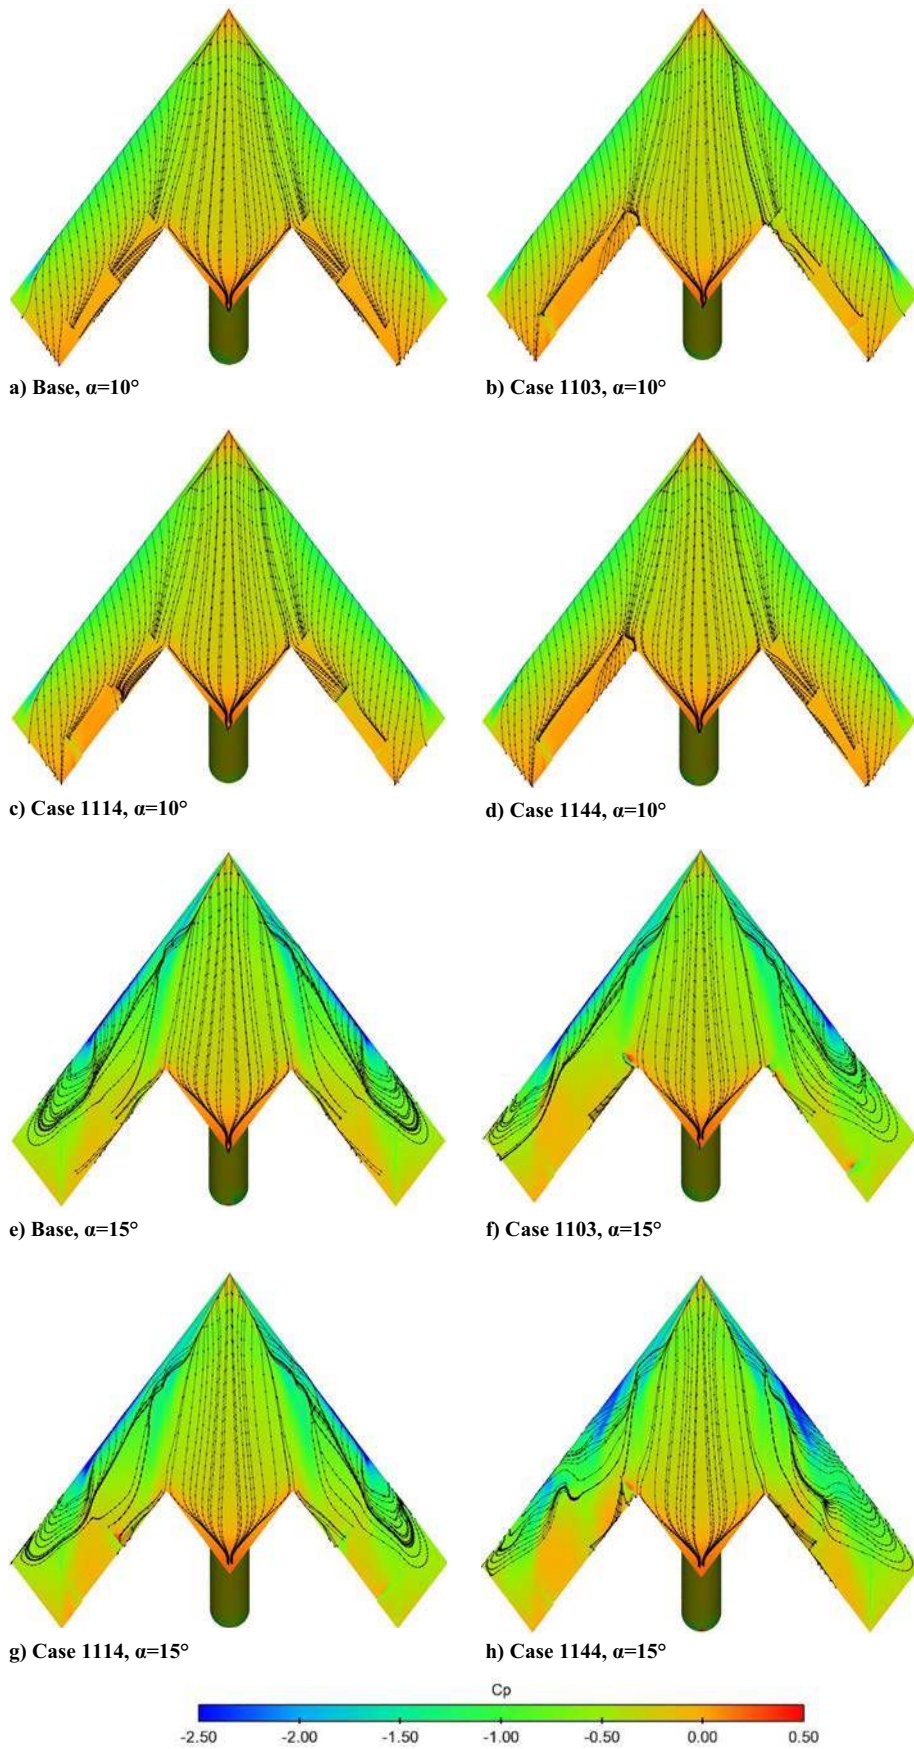 a) Base, α=10°
b) Case 1103, α=10°
c) Case 1114, α=10°
d) Case 1144, α=10°
e) Base, α=15°
f) Case 1103, α=15°
g) Case 1114, α=15°
h) Case 1144, α=15°
Cp
-2.50 -2.00 -1.50 -1.00 -0.50 0.00 0.50